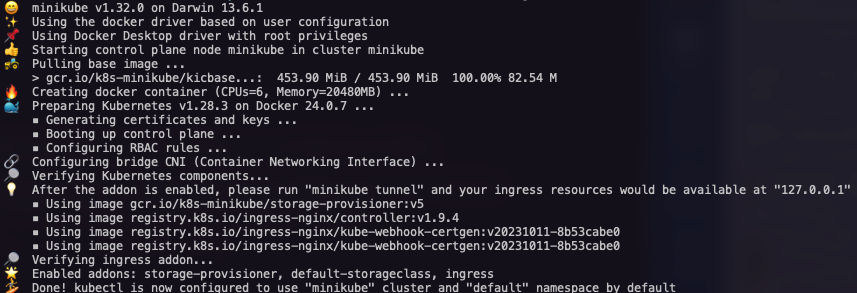 😄 minikube v1.32.0 on Darwin 13.6.1
✨ Using the docker driver based on user configuration
📌 Using Docker Desktop driver with root privileges
👍 Starting control plane node minikube in cluster minikube
🚜 Pulling base image ...
> gcr.io/k8s-minikube/kicbase...: 453.90 MiB / 453.90 MiB 100.00% 82.54 M
🔥 Creating docker container (CPUs=6, Memory=20480MB) ...
🐳 Preparing Kubernetes v1.28.3 on Docker 24.0.7 ...
▪ Generating certificates and keys ...
▪ Booting up control plane ...
▪ Configuring RBAC rules ...
🔗 Configuring bridge CNI (Container Networking Interface) ...
🔎 Verifying Kubernetes components...
💡 After the addon is enabled, please run "minikube tunnel" and your ingress resources would be available at "127.0.0.1"
▪ Using image gcr.io/k8s-minikube/storage-provisioner:v5
▪ Using image registry.k8s.io/ingress-nginx/controller:v1.9.4
▪ Using image registry.k8s.io/ingress-nginx/kube-webhook-certgen:v20231011-8b53cabe0
▪ Using image registry.k8s.io/ingress-nginx/kube-webhook-certgen:v20231011-8b53cabe0
🔎 Verifying ingress addon...
🌟 Enabled addons: storage-provisioner, default-storageclass, ingress
🏄 Done! kubectl is now configured to use "minikube" cluster and "default" namespace by default